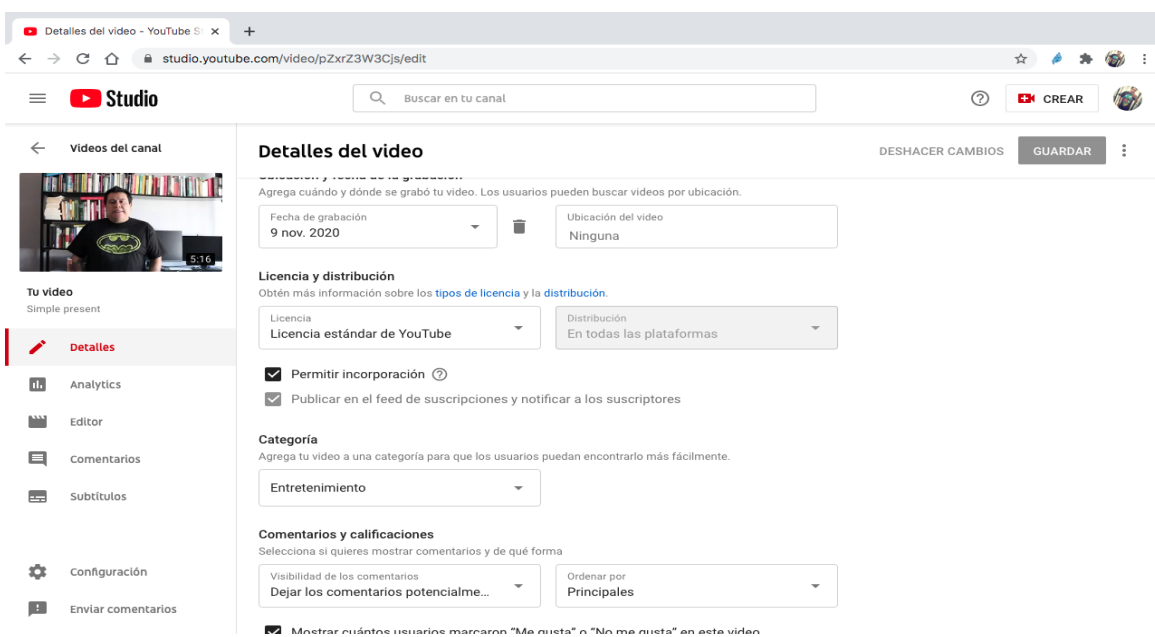 Detalles del video - YouTube S
studio.youtube.com/video/pZxrZ3W3Cjs/edit
Studio
Buscar en tu canal
CREAR
Videos del canal
Detalles del video
DESHACER CAMBIOS
GUARDAR
5:16
Tu video
Simple present
Detalles
Analytics
Editor
Comentarios
Subtítulos
Configuración
Enviar comentarios
y fecha de la grabación
Agrega cuándo y dónde se grabó tu video. Los usuarios pueden buscar videos por ubicación.
Fecha de grabación
9 nov. 2020
Ubicación del video
Ninguna
Licencia y distribución
Obtén más información sobre los tipos de licencia y la distribución.
Licencia
Licencia estándar de YouTube
Distribución
En todas las plataformas
Permitir incorporación
Publicar en el feed de suscripciones y notificar a los suscriptores
Categoría
Agrega tu video a una categoría para que los usuarios puedan encontrarlo más fácilmente.
Entretenimiento
Comentarios y calificaciones
Selecciona si quieres mostrar comentarios y de qué forma
Visibilidad de los comentarios
Dejar los comentarios potencialme...
Ordenar por
Principales
Mostrar cuántos usuarios marcaron "Me gusta" o "No me gusta" en este video